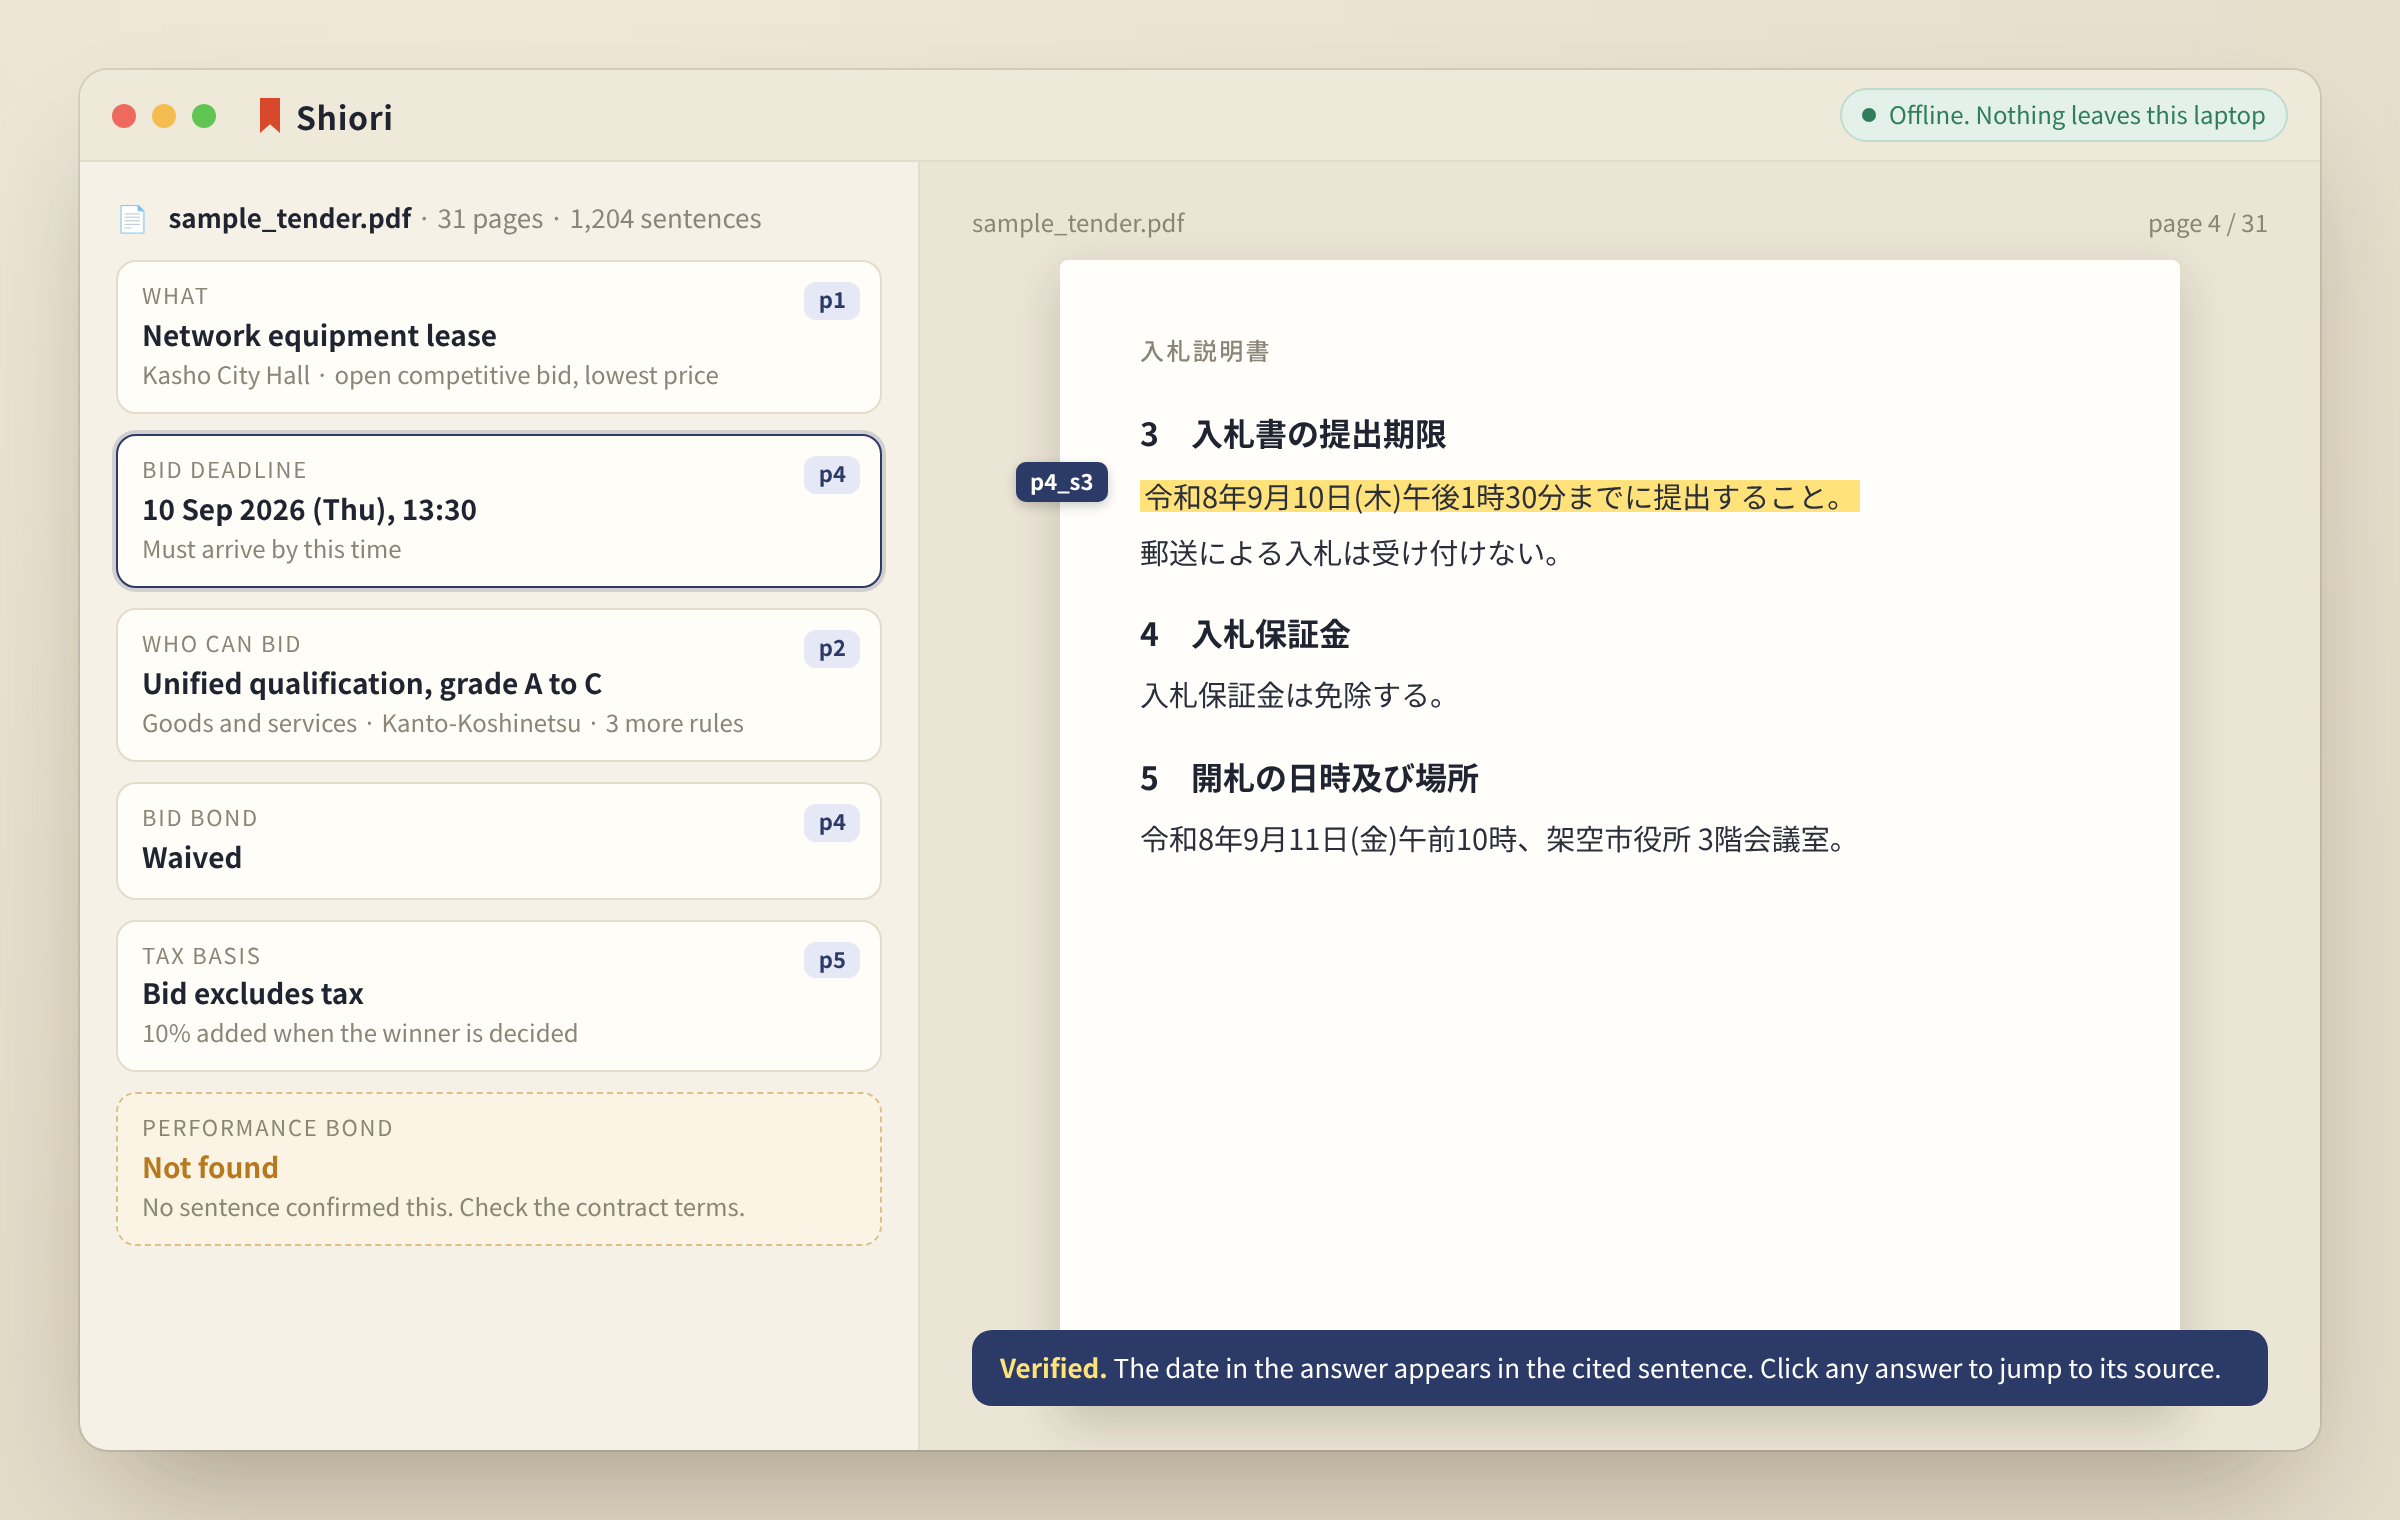 Shiori
Offline. Nothing leaves this laptop
sample_tender.pdf · 31 pages · 1,204 sentences
WHAT
p1
Network equipment lease
Kasho City Hall · open competitive bid, lowest price
BID DEADLINE
p4
10 Sep 2026 (Thu), 13:30
Must arrive by this time
WHO CAN BID
p2
Unified qualification, grade A to C
Goods and services · Kanto-Koshinetsu · 3 more rules
BID BOND
p4
Waived
TAX BASIS
p5
Bid excludes tax
10% added when the winner is decided
PERFORMANCE BOND
Not found
No sentence confirmed this. Check the contract terms.
sample_tender.pdf
page 4 / 31
入札説明書
3　入札書の提出期限
p4_s3
令和8年9月10日(木)午後1時30分までに提出すること。
郵送による入札は受け付けない。
4　入札保証金
入札保証金は免除する。
5　開札の日時及び場所
令和8年9月11日(金)午前10時、架空市役所 3階会議室。
Verified. The date in the answer appears in the cited sentence. Click any answer to jump to its source.